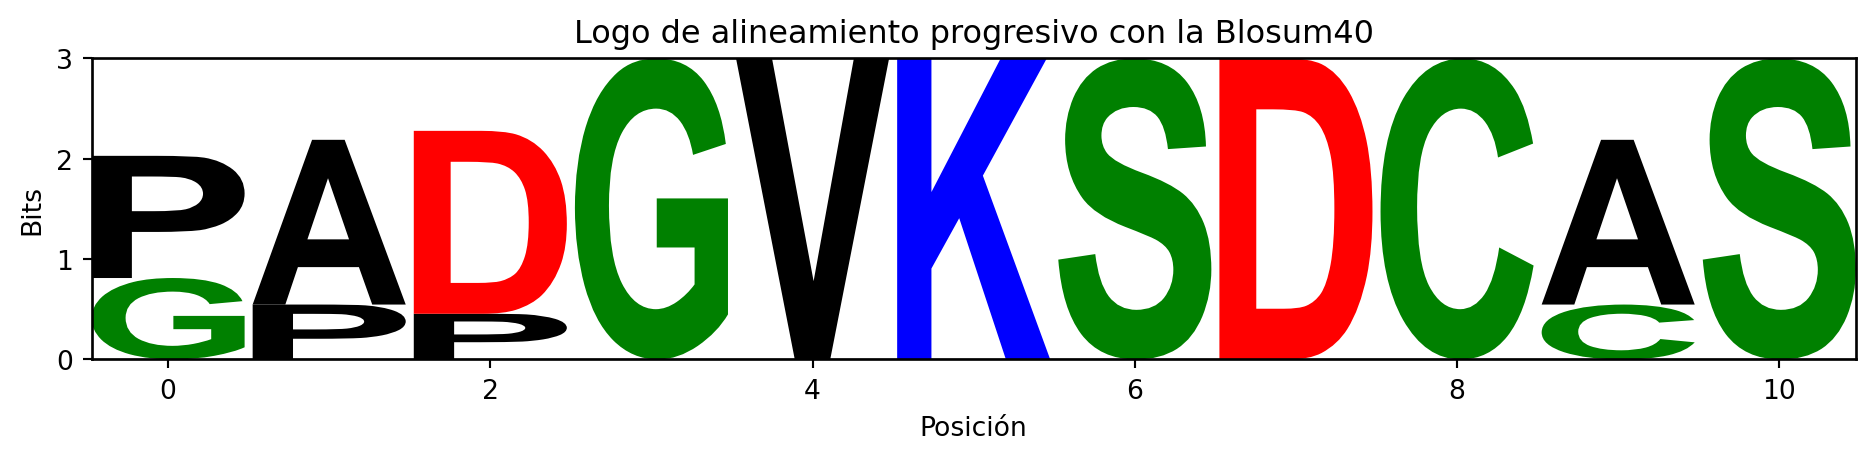 Logo de alineamiento progresivo con la Blosum40
3
2
1
0
Bits
P A D G V K S D C A S
G P P C
0 2 4 6 8 10
Posición